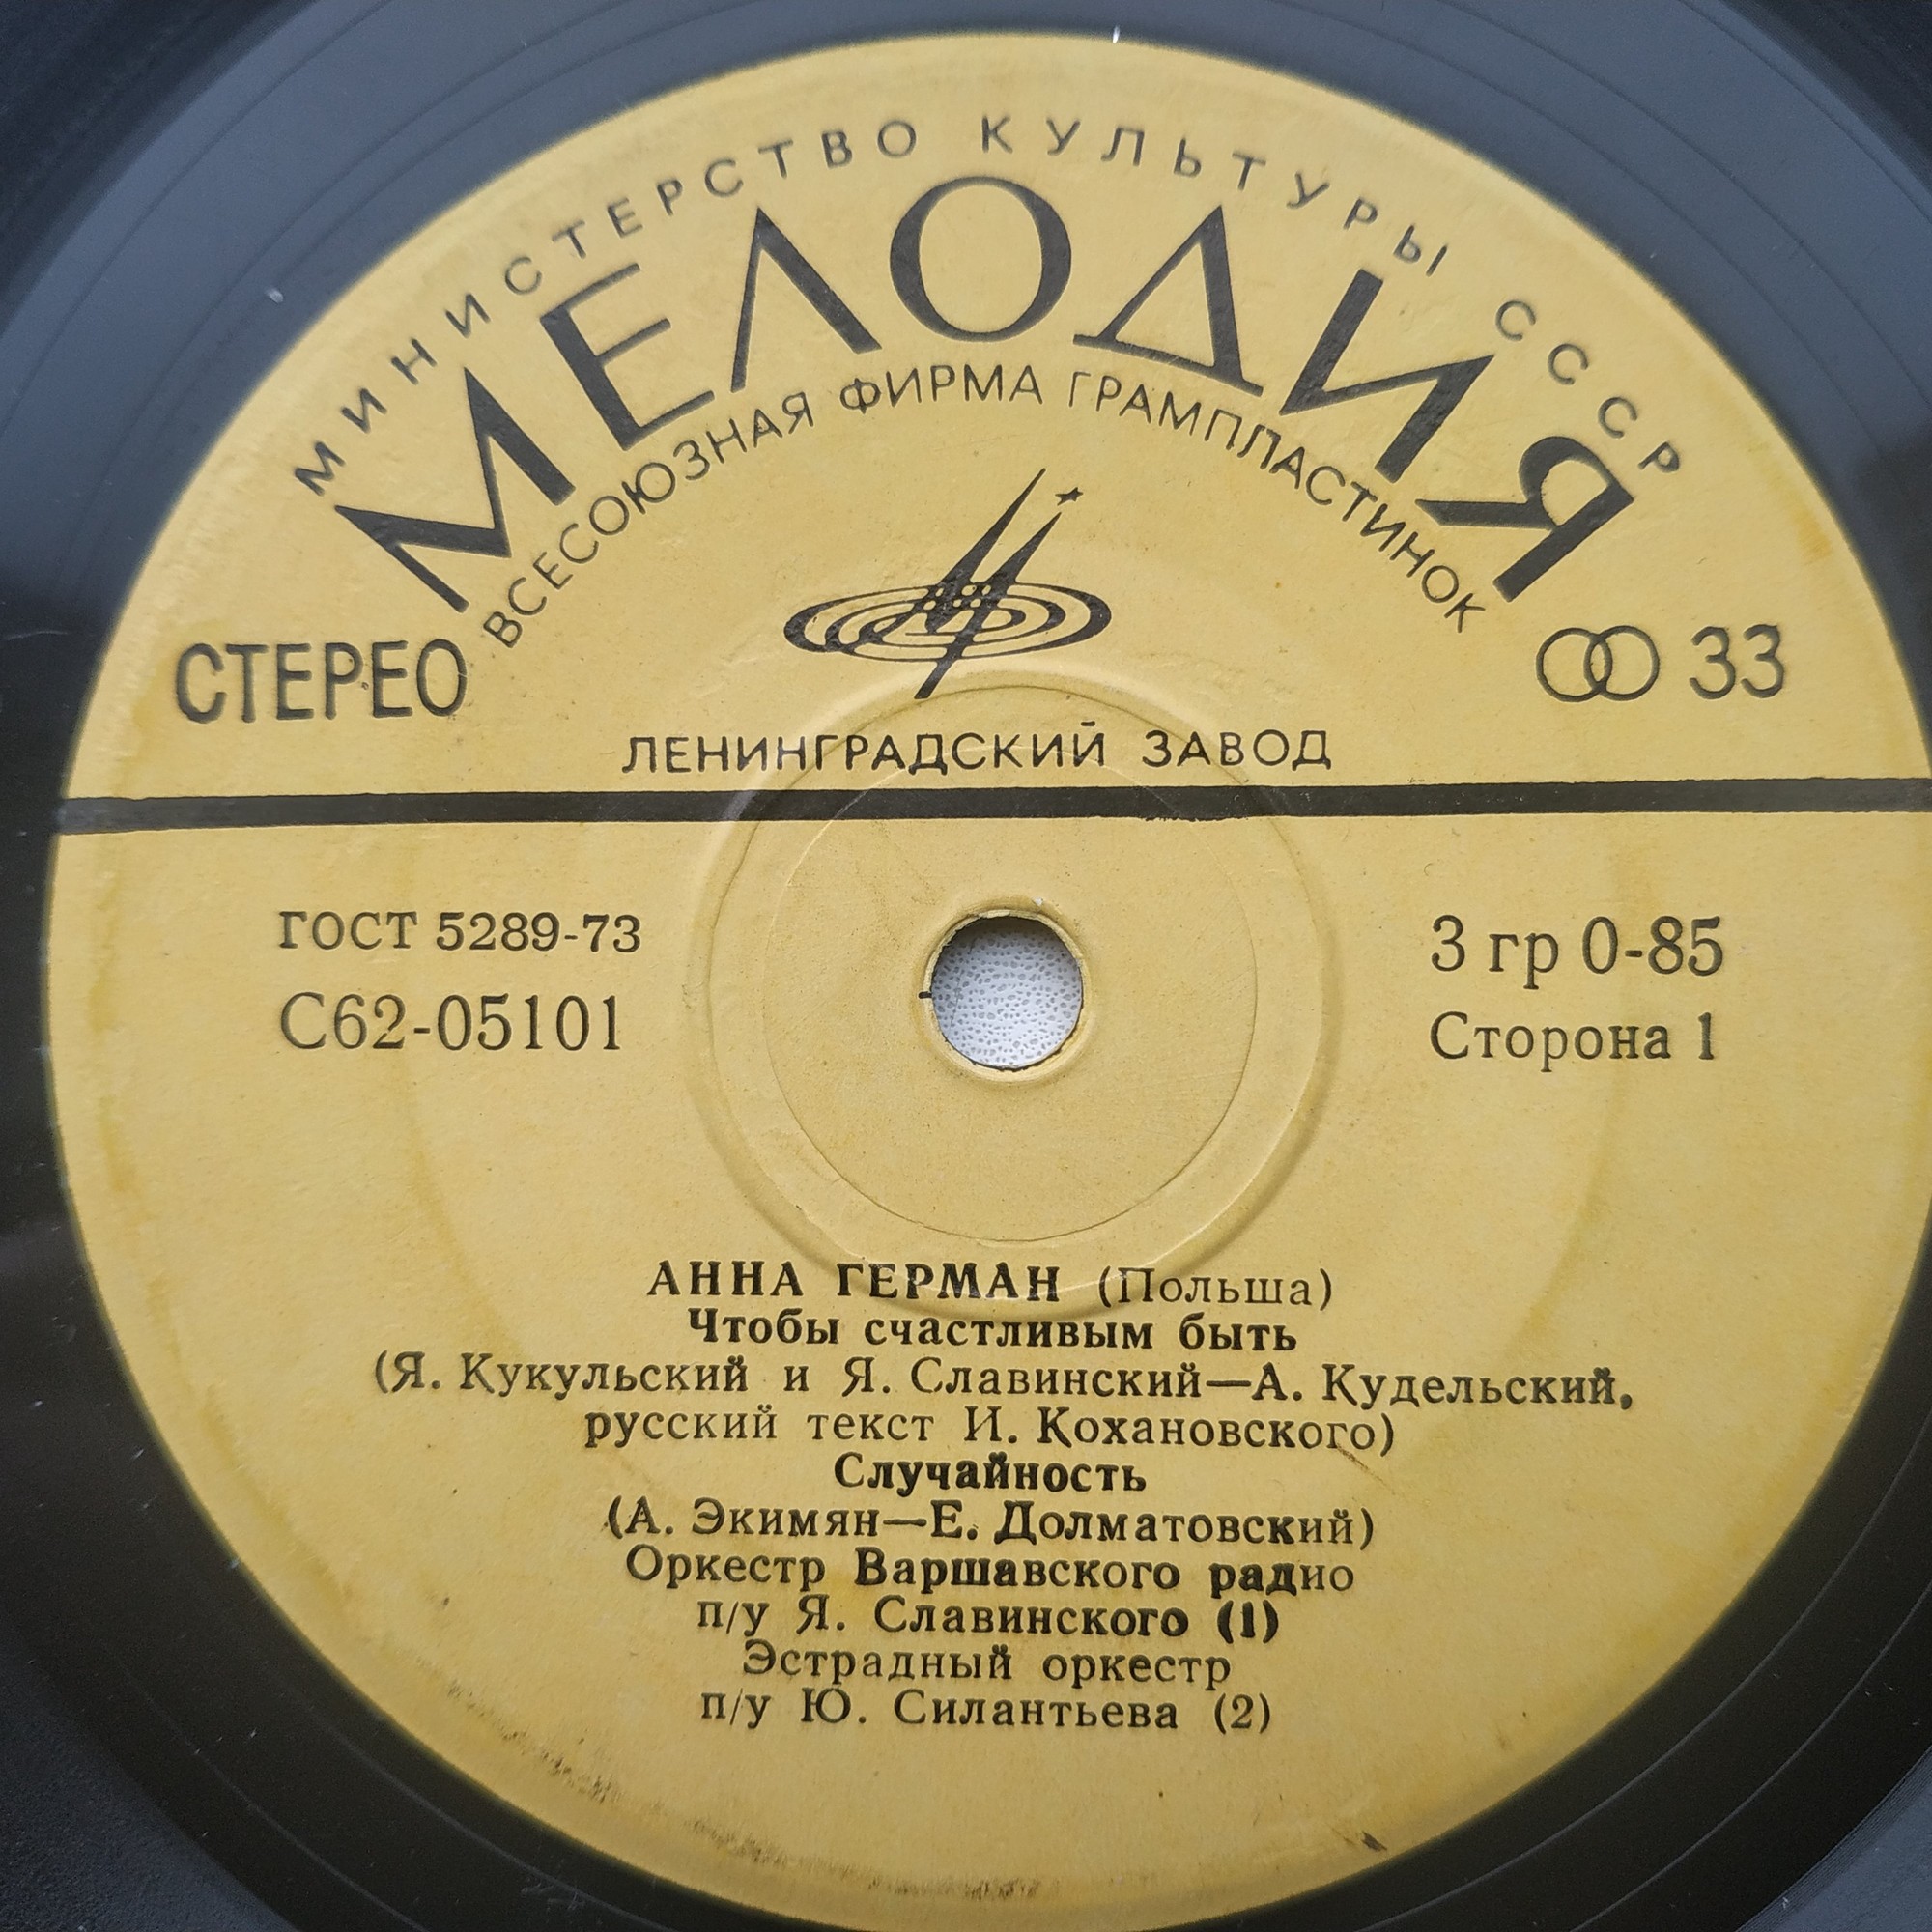 МИНИСТЕРСТВО КУЛЬТУРЫ СССР
МЕЛОДИЯ
ВСЕСОЮЗНАЯ ФИРМА ГРАМПЛАСТИНОК
СТЕРЕО
33
ЛЕНИНГРАДСКИЙ ЗАВОД
ГОСТ 5289-73
С62-05101
3 гр 0-85
Сторона 1
АННА ГЕРМАН (Польша)
Чтобы счастливым быть
(Я. Кукульский и Я. Славинский—А. Кудельский,
русский текст И. Кохановского)
Случайность
(А. Экимян—Е. Долматовский)
Оркестр Варшавского радио
п/у Я. Славинского (1)
Эстрадный оркестр
п/у Ю. Силантьева (2)